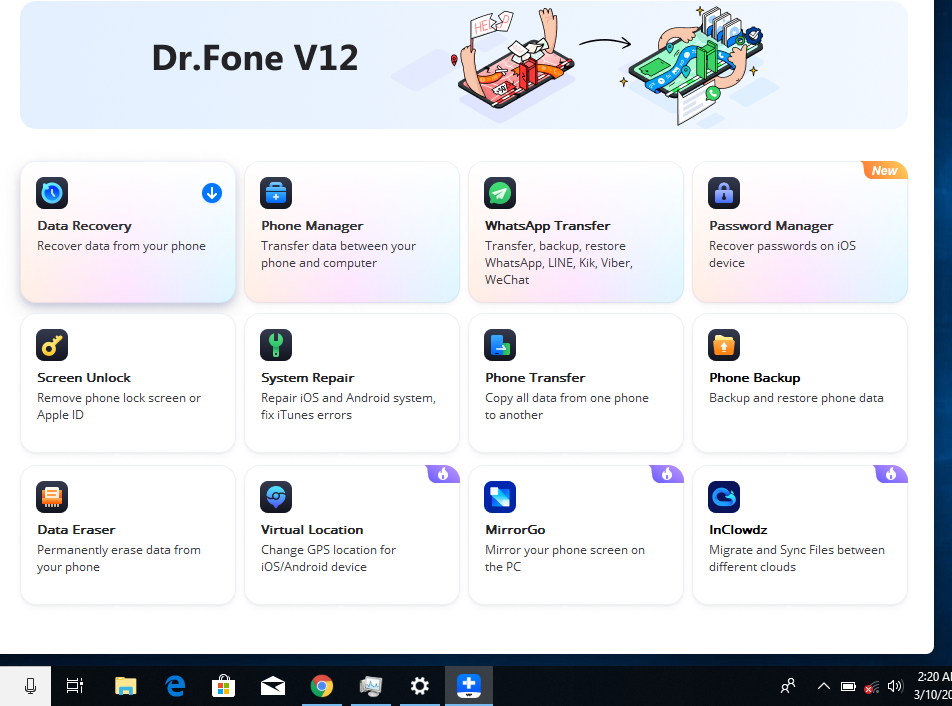 Dr.Fone V12
HELP
New
Data Recovery
Recover data from your phone
Phone Manager
Transfer data between your
phone and computer
WhatsApp Transfer
Transfer, backup, restore
WhatsApp, LINE, Kik, Viber,
WeChat
Password Manager
Recover passwords on iOS
device
Screen Unlock
Remove phone lock screen or
Apple ID
System Repair
Repair iOS and Android system,
fix iTunes errors
Phone Transfer
Copy all data from one phone
to another
Phone Backup
Backup and restore phone data
Data Eraser
Permanently erase data from
your phone
Virtual Location
Change GPS location for
iOS/Android device
MirrorGo
Mirror your phone screen on
the PC
InClowdz
Migrate and Sync Files between
different clouds
2:20
3/10/20